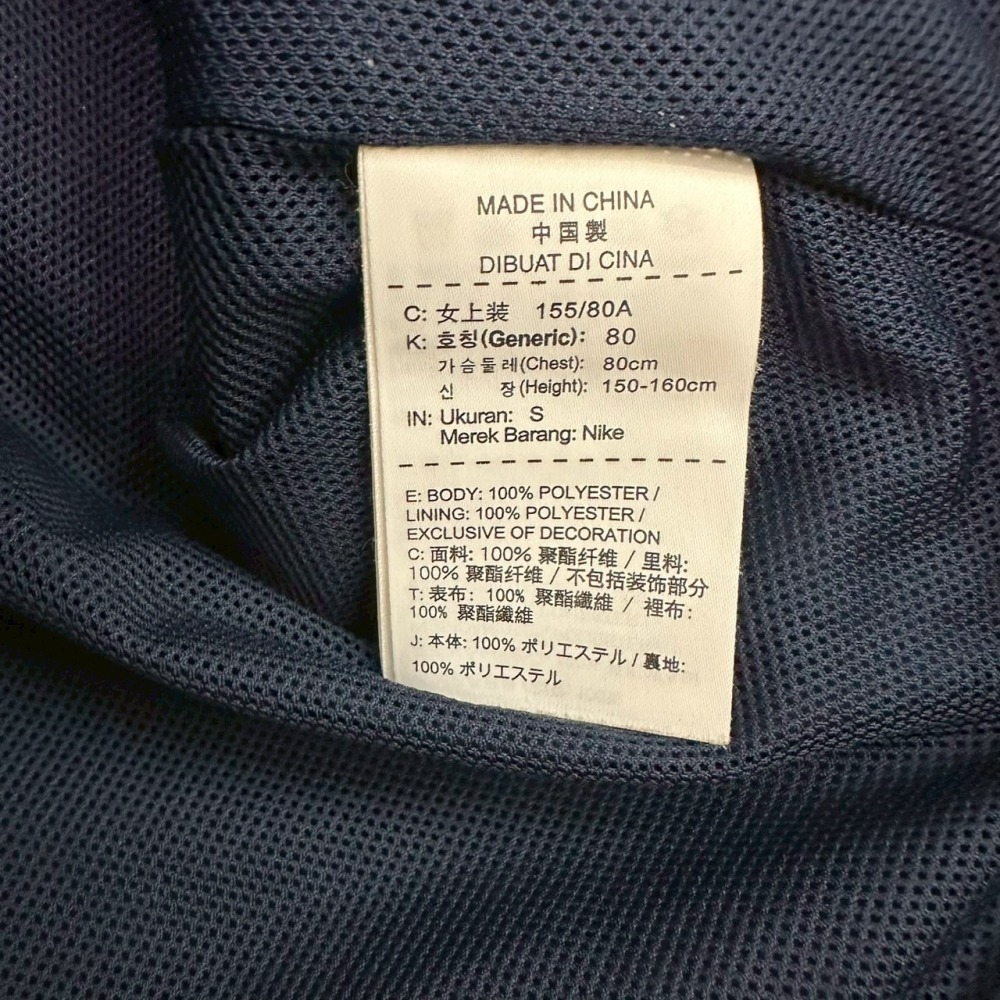 MADE IN CHINA
中国製
DIBUAT DI CINA
C: 女上装 155/80A
K: 호칭(Generic): 80
가슴둘레(Chest): 80cm
신 장(Height): 150-160cm
IN: Ukuran: S
Merek Barang: Nike
E: BODY: 100% POLYESTER /
LINING: 100% POLYESTER /
EXCLUSIVE OF DECORATION
C: 面料: 100% 聚酯纤维 / 里料:
100% 聚酯纤维 / 不包括装饰部分
T: 表布: 100% 聚酯纖維 / 裡布:
100% 聚酯纖維
J: 本体: 100% ポリエステル / 裏地:
100% ポリエステル